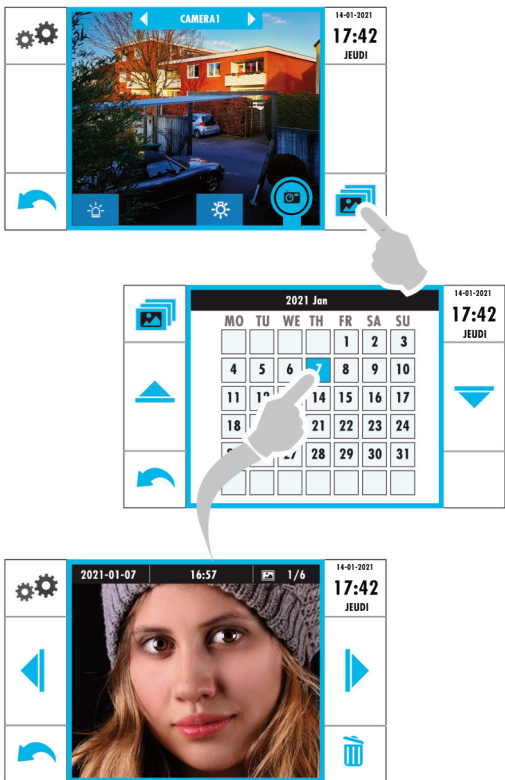 CAMERA1
14-01-2021
17:42
JEUDI
2021 Jan
MO TU WE TH FR SA SU
1 2 3
4 5 6 7 8 9 10
11 12 14 15 16 17
18 21 22 23 24
27 28 29 30 31
14-01-2021
17:42
JEUDI
2021-01-07 16:57 1/6
14-01-2021
17:42
JEUDI